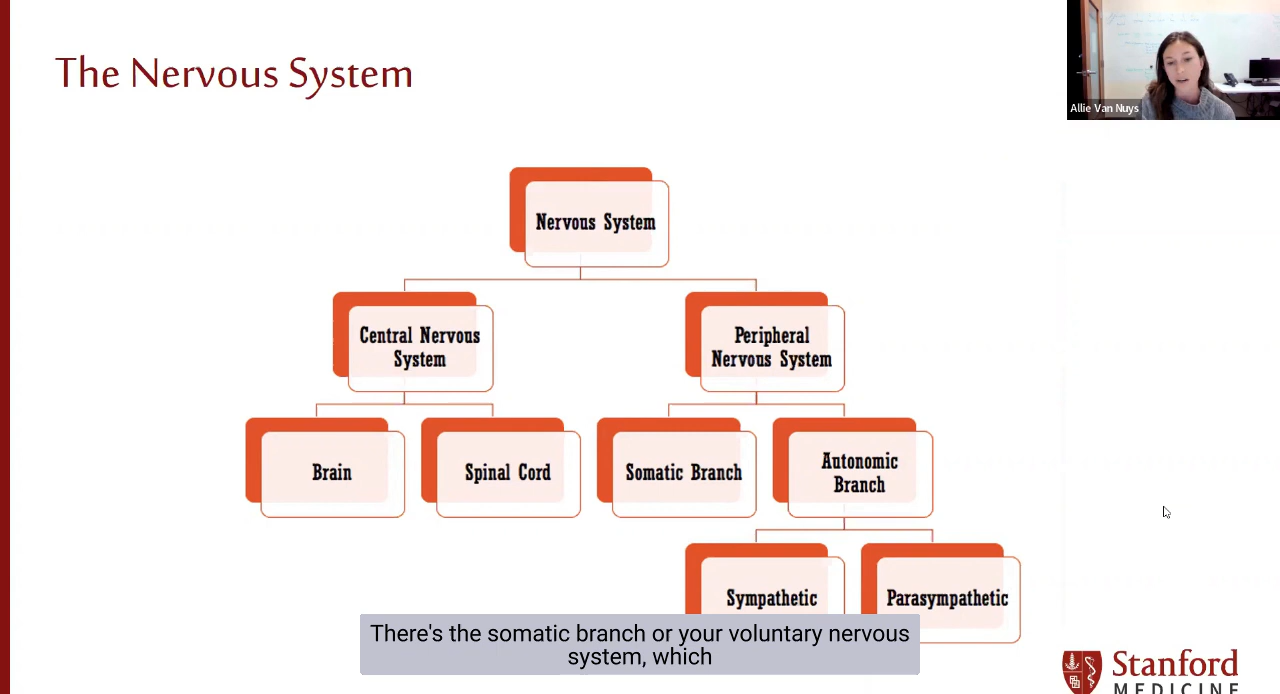 The Nervous System
Allie Van Nuys
Nervous System
Central Nervous
System
Peripheral
Nervous System
Brain
Spinal Cord
Somatic Branch
Autonomic
Branch
Sympathetic
Parasympathetic
There's the somatic branch or your voluntary nervous
system, which
Stanford
MEDICINE